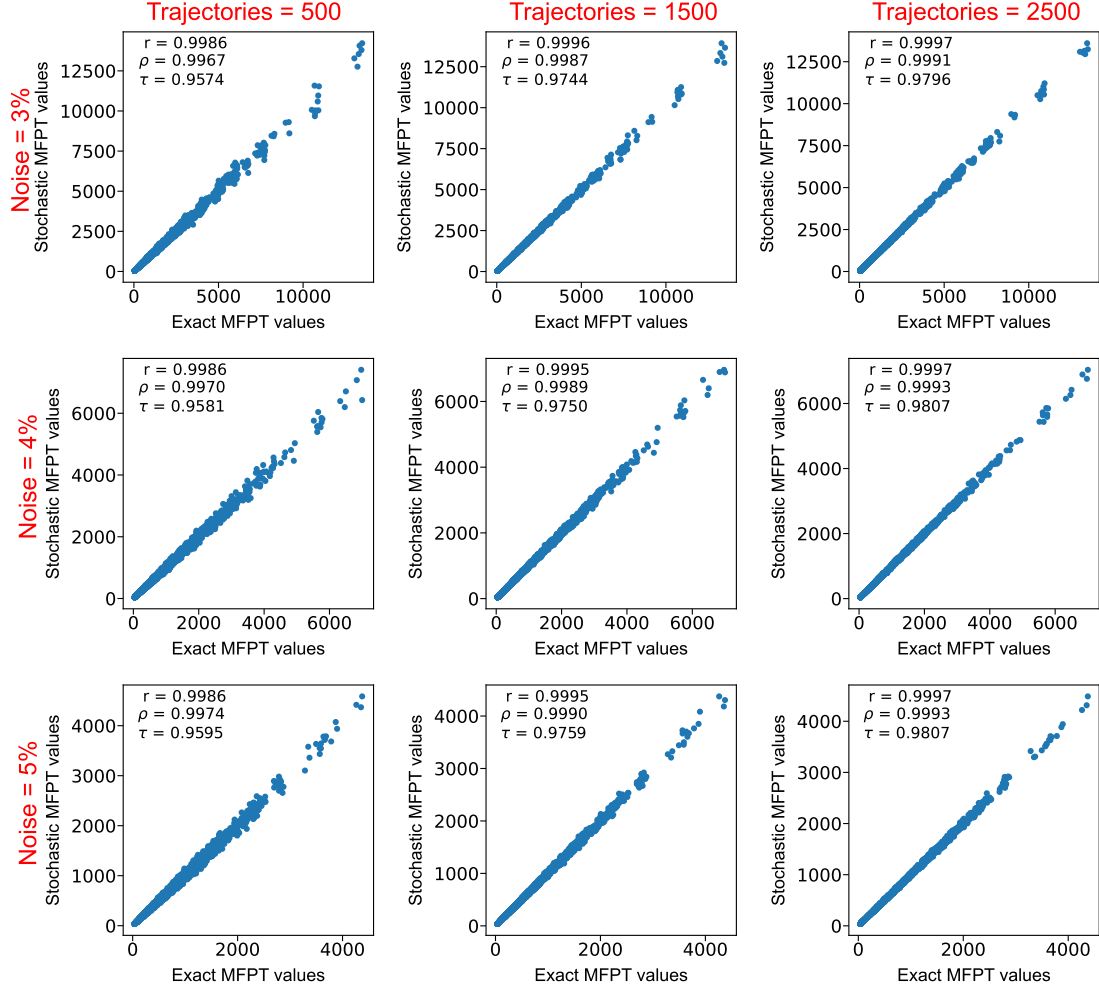 Trajectories = 500
Trajectories = 1500
Trajectories = 2500
Noise = 3%
Stochastic MFPT values
12500
10000
7500
5000
2500
0
r = 0.9986
ρ = 0.9967
τ = 0.9574
0 5000 10000
Exact MFPT values
Stochastic MFPT values
12500
10000
7500
5000
2500
0
r = 0.9996
ρ = 0.9987
τ = 0.9744
0 5000 10000
Exact MFPT values
Stochastic MFPT values
12500
10000
7500
5000
2500
0
r = 0.9997
ρ = 0.9991
τ = 0.9796
0 5000 10000
Exact MFPT values
Noise = 4%
Stochastic MFPT values
6000
4000
2000
0
r = 0.9986
ρ = 0.9970
τ = 0.9581
0 2000 4000 6000
Exact MFPT values
Stochastic MFPT values
6000
4000
2000
0
r = 0.9995
ρ = 0.9989
τ = 0.9750
0 2000 4000 6000
Exact MFPT values
Stochastic MFPT values
6000
4000
2000
0
r = 0.9997
ρ = 0.9993
τ = 0.9807
0 2000 4000 6000
Exact MFPT values
Noise = 5%
Stochastic MFPT values
4000
3000
2000
1000
0
r = 0.9986
ρ = 0.9974
τ = 0.9595
0 2000 4000
Exact MFPT values
Stochastic MFPT values
4000
3000
2000
1000
0
r = 0.9995
ρ = 0.9990
τ = 0.9759
0 2000 4000
Exact MFPT values
Stochastic MFPT values
4000
3000
2000
1000
0
r = 0.9997
ρ = 0.9993
τ = 0.9807
0 2000 4000
Exact MFPT values